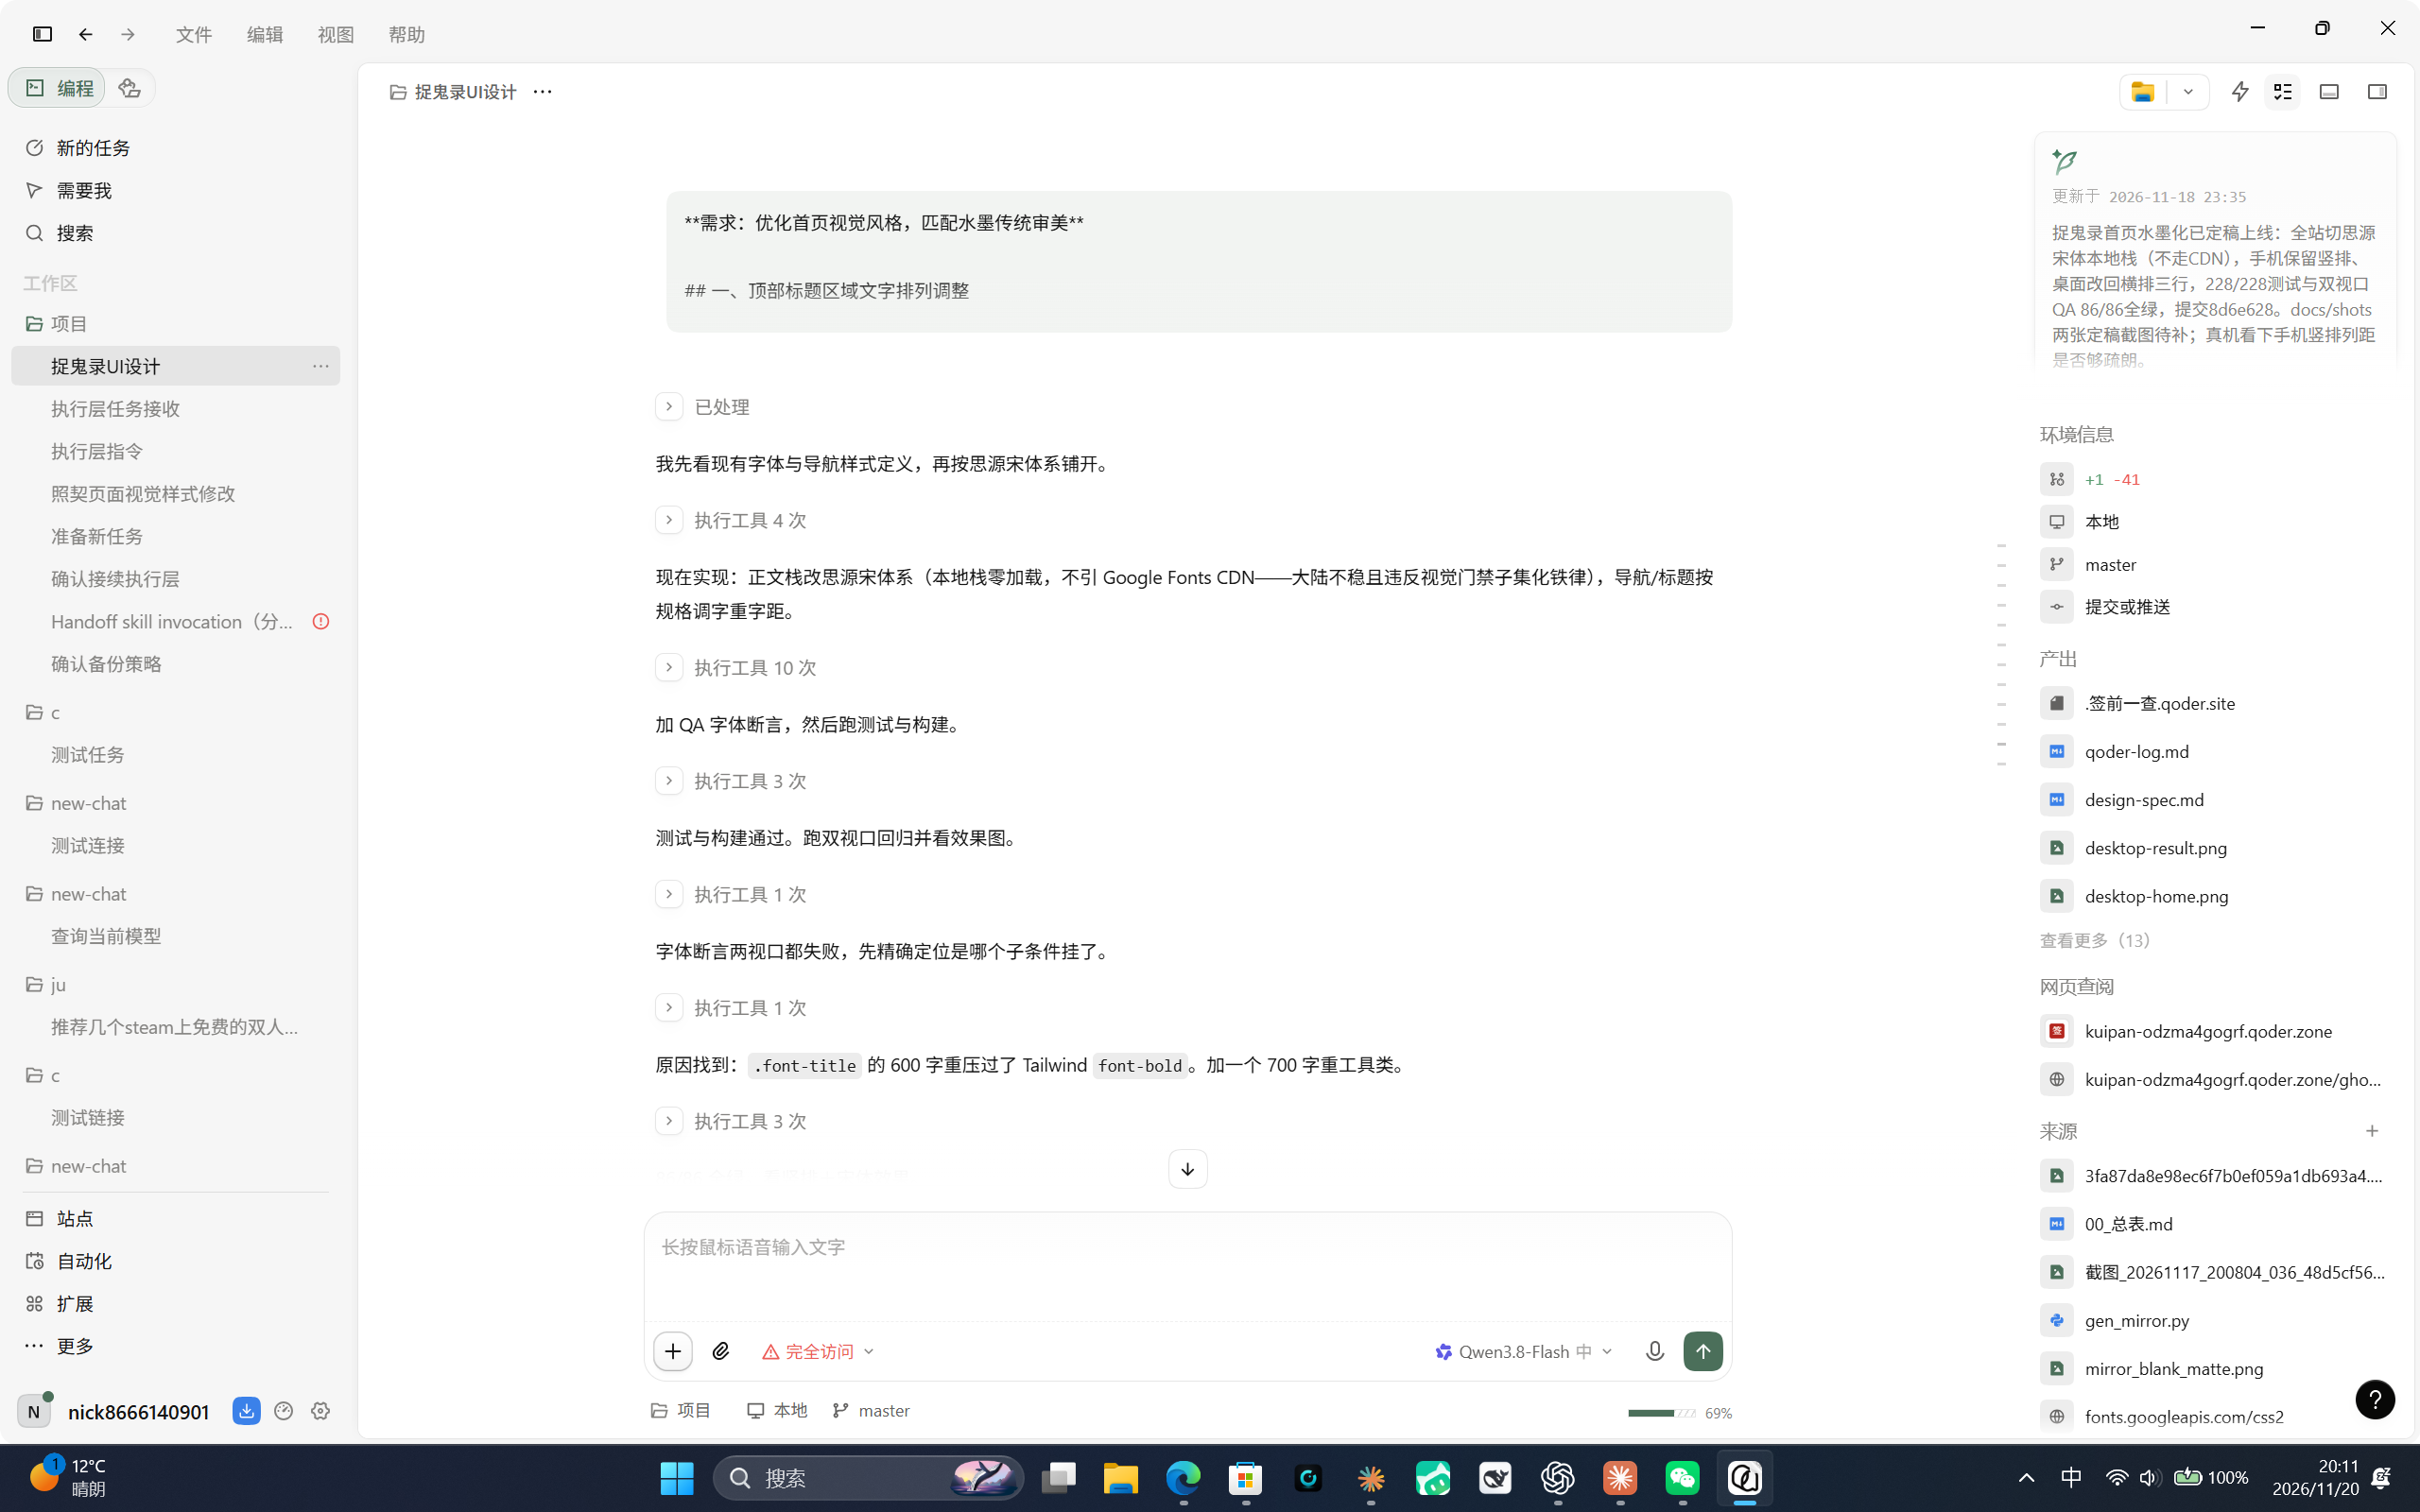 文件 编辑 视图 帮助
编程
新的任务
需要我
搜索
工作区
项目
捉鬼录UI设计 ···
执行层任务接收
执行层指令
照契页面视觉样式修改
准备新任务
确认接续执行层
Handoff skill invocation（分...
确认备份策略
c
测试任务
new-chat
测试连接
new-chat
查询当前模型
ju
推荐几个steam上免费的双人...
c
测试链接
new-chat
站点
自动化
扩展
更多
N nick8666140901
捉鬼录UI设计 ···
**需求：优化首页视觉风格，匹配水墨传统审美**
## 一、顶部标题区域文字排列调整
已处理
我先看现有字体与导航样式定义，再按思源宋体系铺开。
执行工具 4 次
现在实现：正文栈改思源宋体系（本地栈零加载，不引 Google Fonts CDN——大陆不稳且违反视觉门禁子集化铁律），导航/标题按
规格调字重字距。
执行工具 10 次
加 QA 字体断言，然后跑测试与构建。
执行工具 3 次
测试与构建通过。跑双视口回归并看效果图。
执行工具 1 次
字体断言两视口都失败，先精确定位是哪个子条件挂了。
执行工具 1 次
原因找到：.font-title 的 600 字重压过了 Tailwind font-bold。加一个 700 字重工具类。
执行工具 3 次
长按鼠标语音输入文字
完全访问
Qwen3.8-Flash 中
项目 本地 master
69%
更新于 2026-11-18 23:35
捉鬼录首页水墨化已定稿上线：全站切思源
宋体本地栈（不走CDN），手机保留竖排、
桌面改回横排三行，228/228测试与双视口
QA 86/86全绿，提交8d6e628。docs/shots
两张定稿截图待补；真机看下手机竖排列距
是否够疏朗。
环境信息
+1 -41
本地
master
提交或推送
产出
.签前一查.qoder.site
qoder-log.md
design-spec.md
desktop-result.png
desktop-home.png
查看更多（13）
网页查阅
签 kuipan-odzma4gogrf.qoder.zone
kuipan-odzma4gogrf.qoder.zone/gho...
来源 +
3fa87da8e98ec6f7b0ef059a1db693a4....
00_总表.md
截图_20261117_200804_036_48d5cf56...
gen_mirror.py
mirror_blank_matte.png
fonts.googleapis.com/css2
?
1 12°C
晴朗
搜索
中
100%
20:11
2026/11/20